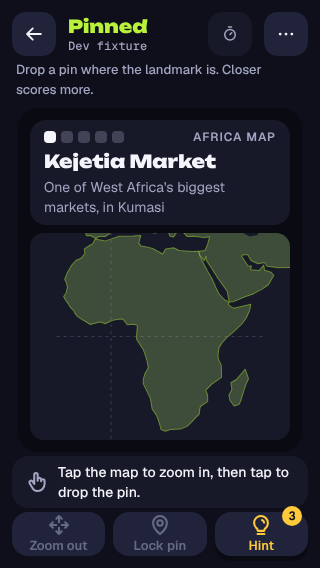 Pinned
Dev fixture
Drop a pin where the landmark is. Closer
scores more.
AFRICA MAP
Kejetia Market
One of West Africa's biggest
markets, in Kumasi
Tap the map to zoom in, then tap to
drop the pin.
3
Zoom out
Lock pin
Hint